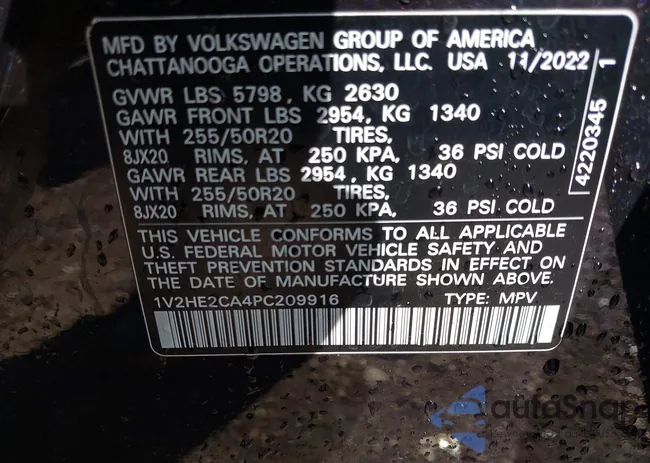 MFD BY VOLKSWAGEN GROUP OF AMERICA
CHATTANOOGA OPERATIONS, LLC. USA 11/2022
GVWR LBS 5798, KG 2630
GAWR FRONT LBS 2954, KG 1340
WITH 255/50R20 TIRES,
8JX20 RIMS, AT 250 KPA, 36 PSI COLD
GAWR REAR LBS 2954, KG 1340
WITH 255/50R20 TIRES,
8JX20 RIMS, AT 250 KPA, 36 PSI COLD
4220345 1
THIS VEHICLE CONFORMS TO ALL APPLICABLE
U.S. FEDERAL MOTOR VEHICLE SAFETY AND
THEFT PREVENTION STANDARDS IN EFFECT ON
THE DATE OF MANUFACTURE SHOWN ABOVE.
1V2HE2CA4PC209916 TYPE: MPV